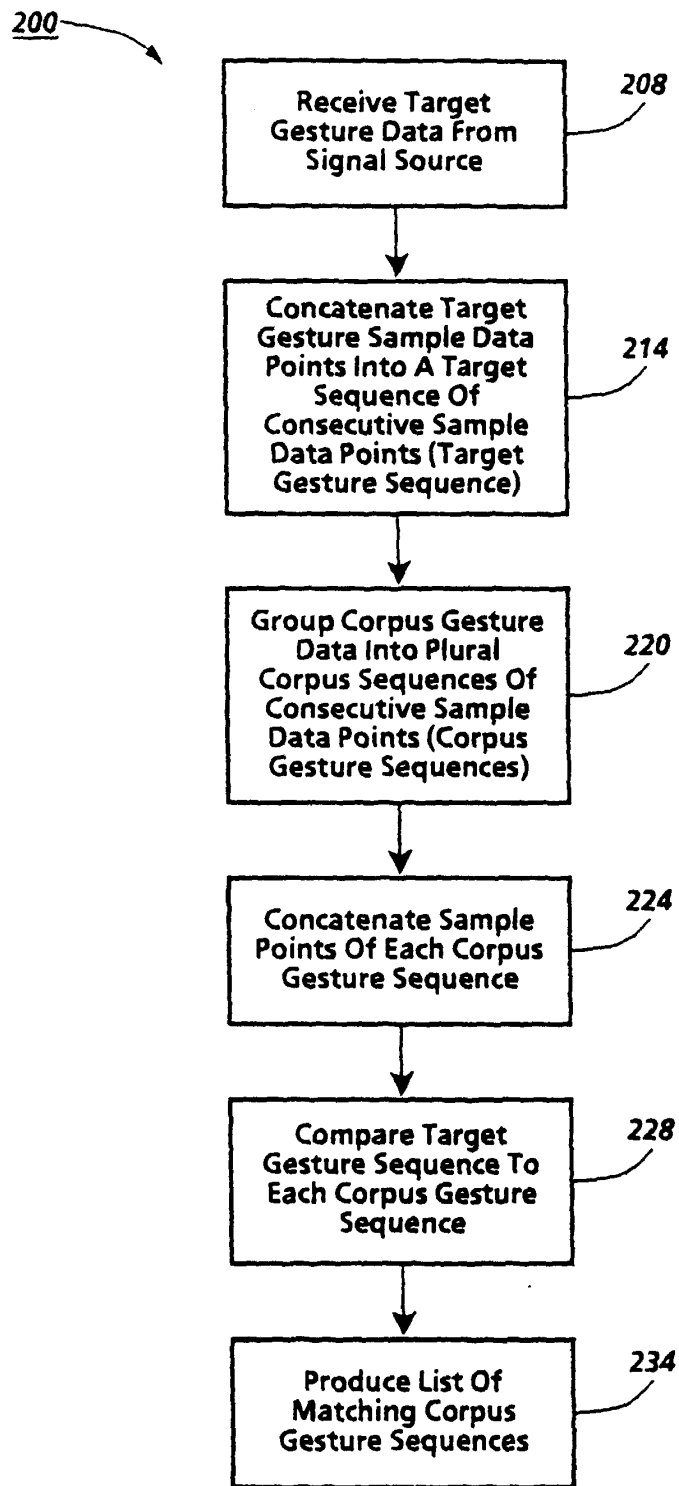 200
208
Receive Target
Gesture Data From
Signal Source
214
Concatenate Target
Gesture Sample Data
Points Into A Target
Sequence Of
Consecutive Sample
Data Points (Target
Gesture Sequence)
220
Group Corpus Gesture
Data Into Plural
Corpus Sequences Of
Consecutive Sample
Data Points (Corpus
Gesture Sequences)
224
Concatenate Sample
Points Of Each Corpus
Gesture Sequence
228
Compare Target
Gesture Sequence To
Each Corpus Gesture
Sequence
234
Produce List Of
Matching Corpus
Gesture Sequences